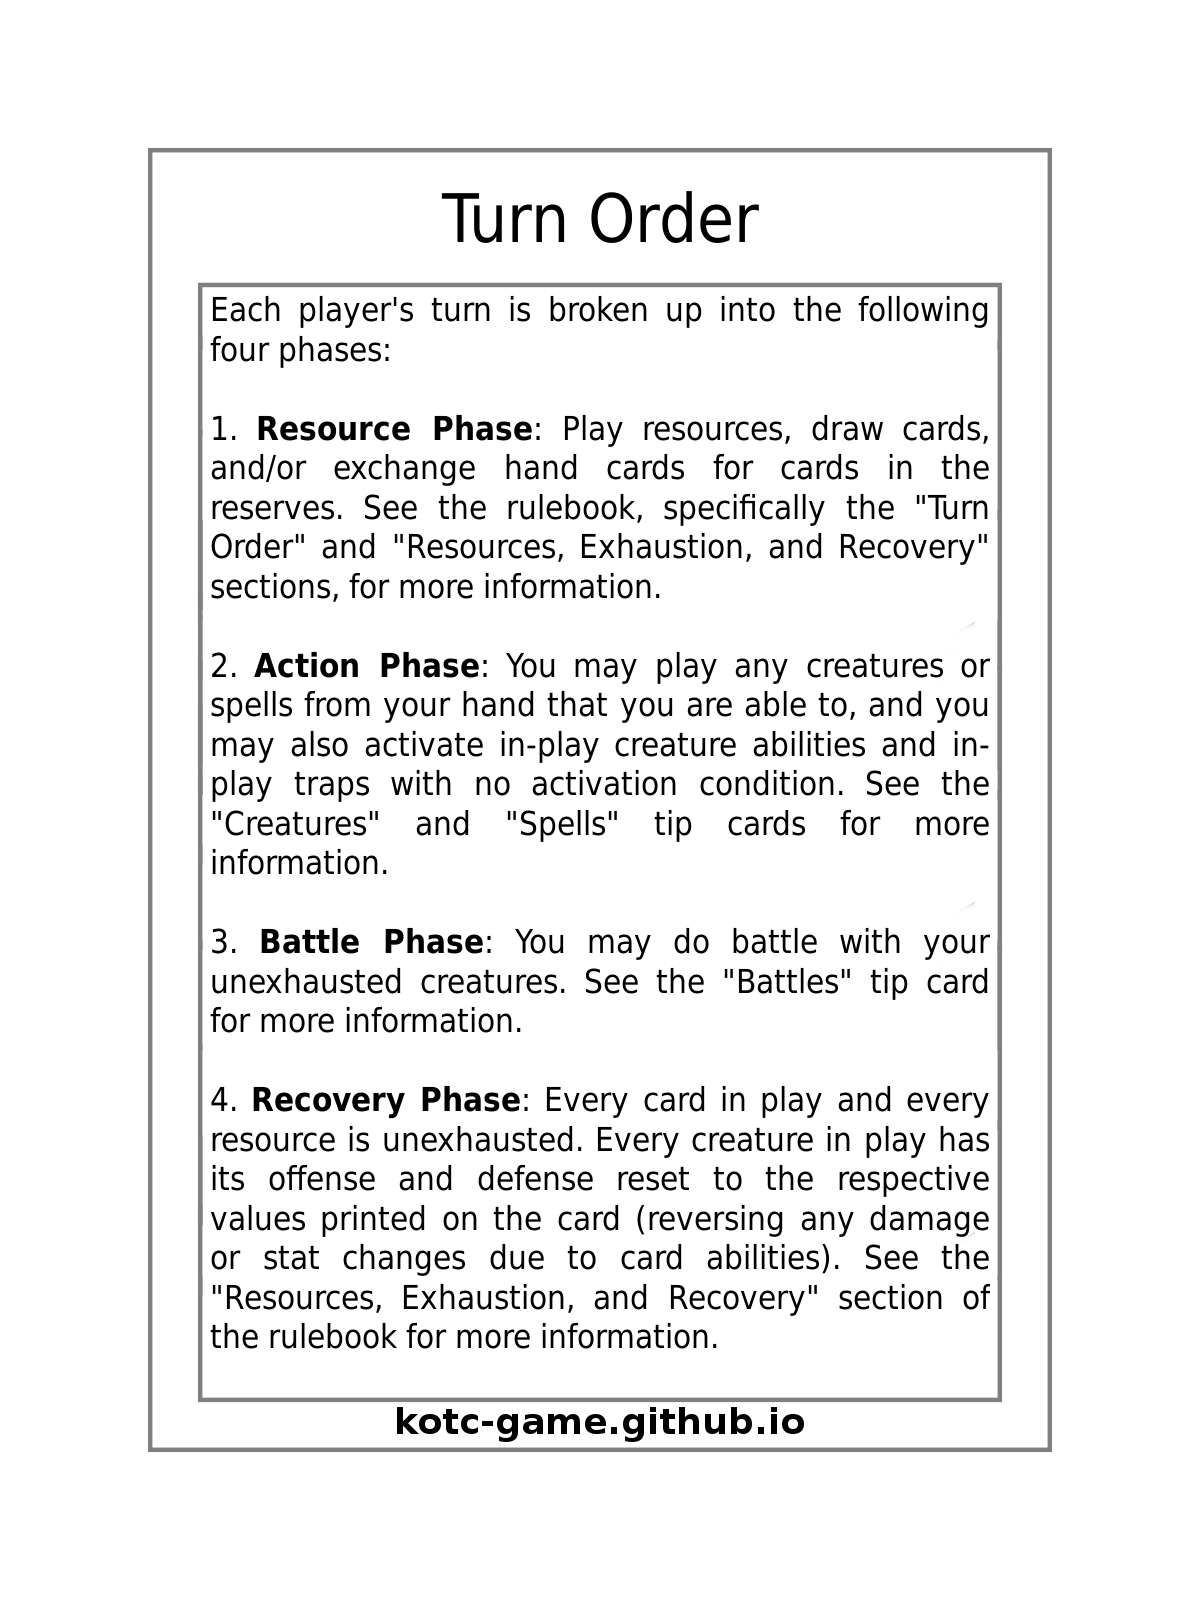 Turn Order
Each player's turn is broken up into the following
four phases:
1. Resource Phase: Play resources, draw cards,
and/or exchange hand cards for cards in the
reserves. See the rulebook, specifically the "Turn
Order" and "Resources, Exhaustion, and Recovery"
sections, for more information.
2. Action Phase: You may play any creatures or
spells from your hand that you are able to, and you
may also activate in-play creature abilities and in-
play traps with no activation condition. See the
"Creatures" and "Spells" tip cards for more
information.
3. Battle Phase: You may do battle with your
unexhausted creatures. See the "Battles" tip card
for more information.
4. Recovery Phase: Every card in play and every
resource is unexhausted. Every creature in play has
its offense and defense reset to the respective
values printed on the card (reversing any damage
or stat changes due to card abilities). See the
"Resources, Exhaustion, and Recovery" section of
the rulebook for more information.
kotc-game.github.io